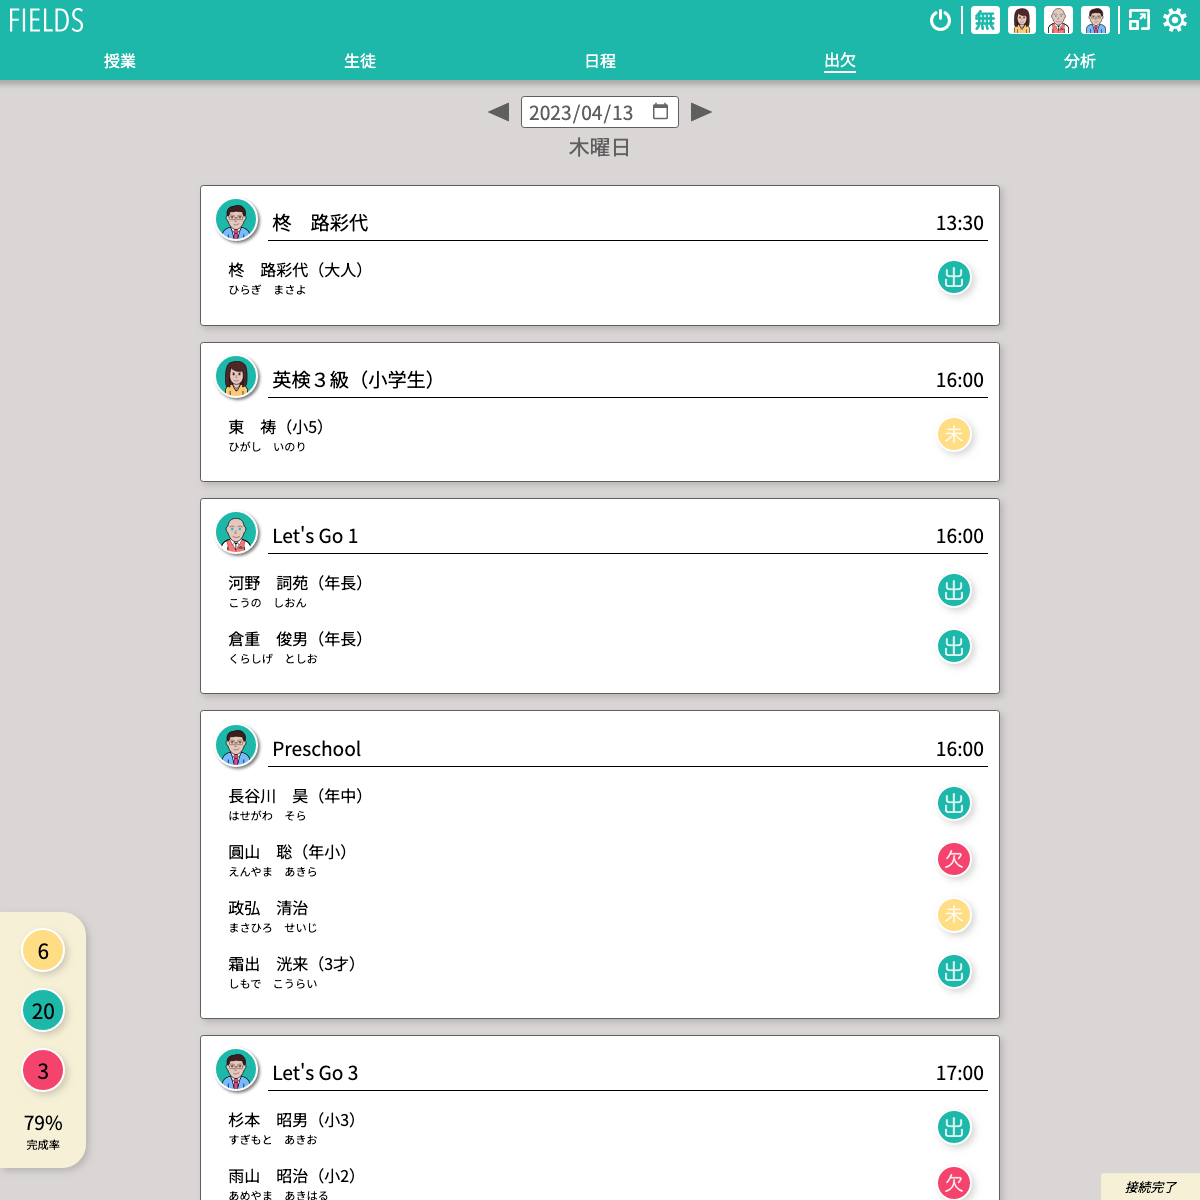 FIELDS
無
授業 生徒 日程 出欠 分析
2023/04/13
木曜日
柊　路彩代 13:30
柊　路彩代（大人）
ひらぎ　まさよ
出
英検３級（小学生） 16:00
東　祷（小5）
ひがし　いのり
未
Let's Go 1 16:00
河野　詞苑（年長）
こうの　しおん
出
倉重　俊男（年長）
くらしげ　としお
出
Preschool 16:00
長谷川　昊（年中）
はせがわ　そら
出
圓山　聡（年小）
えんやま　あきら
欠
政弘　清治
まさひろ　せいじ
未
霜出　洸来（3才）
しもで　こうらい
出
Let's Go 3 17:00
杉本　昭男（小3）
すぎもと　あきお
出
雨山　昭治（小2）
あめやま　あきはる
欠
6
20
3
79%
完成率
接続完了